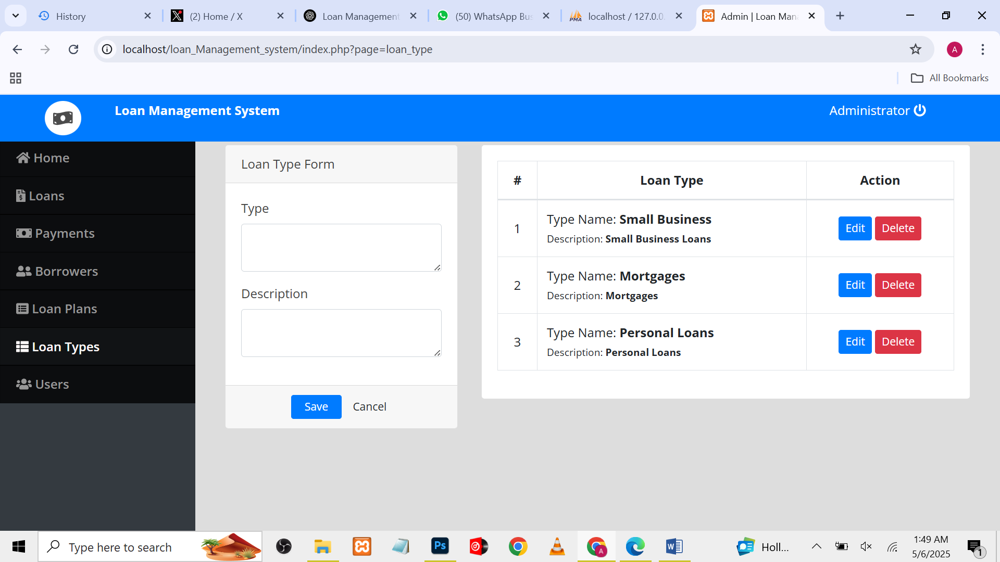 History
(2) Home / X
Loan Management
(50) WhatsApp Bus
localhost / 127.0.0.
Admin | Loan Man
localhost/loan_Management_system/index.php?page=loan_type
A
All Bookmarks
Loan Management System
Administrator
Home
Loans
Payments
Borrowers
Loan Plans
Loan Types
Users
Loan Type Form
Type
Description
Save Cancel
# Loan Type Action
1 Type Name: Small Business
Description: Small Business Loans
Edit Delete
2 Type Name: Mortgages
Description: Mortgages
Edit Delete
3 Type Name: Personal Loans
Description: Personal Loans
Edit Delete
Type here to search
Ps
A
Holl...
1:49 AM
5/6/2025
1